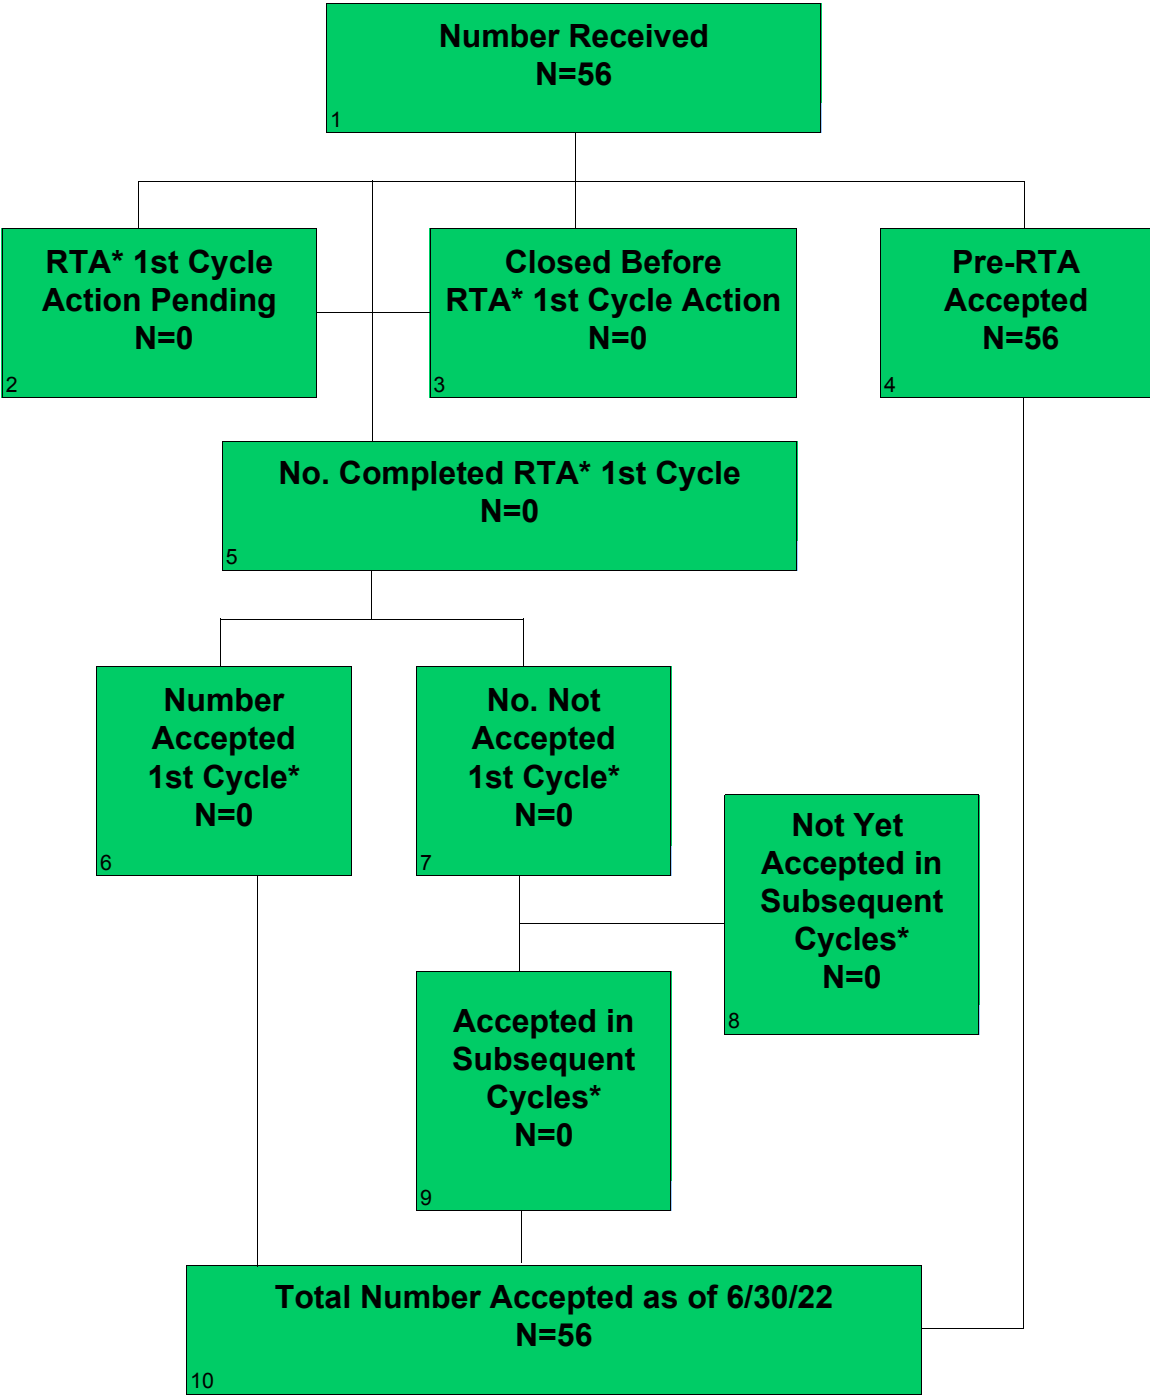 Number Received
N=56
1
RTA* 1st Cycle
Action Pending
N=0
2
Closed Before
RTA* 1st Cycle Action
N=0
3
Pre-RTA
Accepted
N=56
4
No. Completed RTA* 1st Cycle
N=0
5
Number
Accepted
1st Cycle*
N=0
6
No. Not
Accepted
1st Cycle*
N=0
7
Not Yet
Accepted in
Subsequent
Cycles*
N=0
8
Accepted in
Subsequent
Cycles*
N=0
9
Total Number Accepted as of 6/30/22
N=56
10